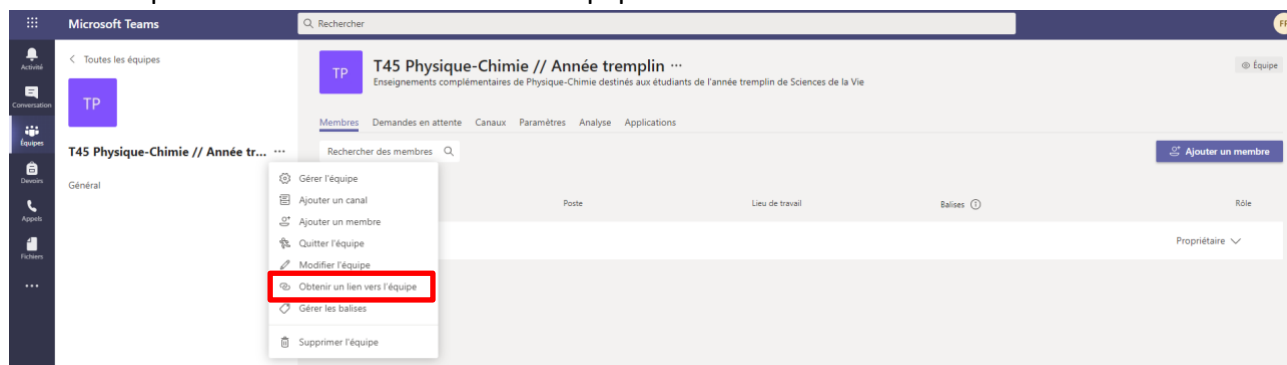 Microsoft Teams
Rechercher
FF
Activité
Toutes les équipes
TP
T45 Physique-Chimie // Année tremplin ...
Enseignements complémentaires de Physique-Chimie destinés aux étudiants de l'année tremplin de Sciences de la Vie
Équipe
Conversation
TP
Équipes
Membres Demandes en attente Canaux Paramètres Analyse Applications
T45 Physique-Chimie // Année tr... ...
Rechercher des membres
Ajouter un membre
Devoirs
Général
Gérer l'équipe
Ajouter un canal
Poste Lieu de travail Balises Rôle
Appels
Ajouter un membre
Quitter l'équipe
Propriétaire
Fichiers
Modifier l'équipe
Obtenir un lien vers l'équipe
...
Gérer les balises
Supprimer l'équipe